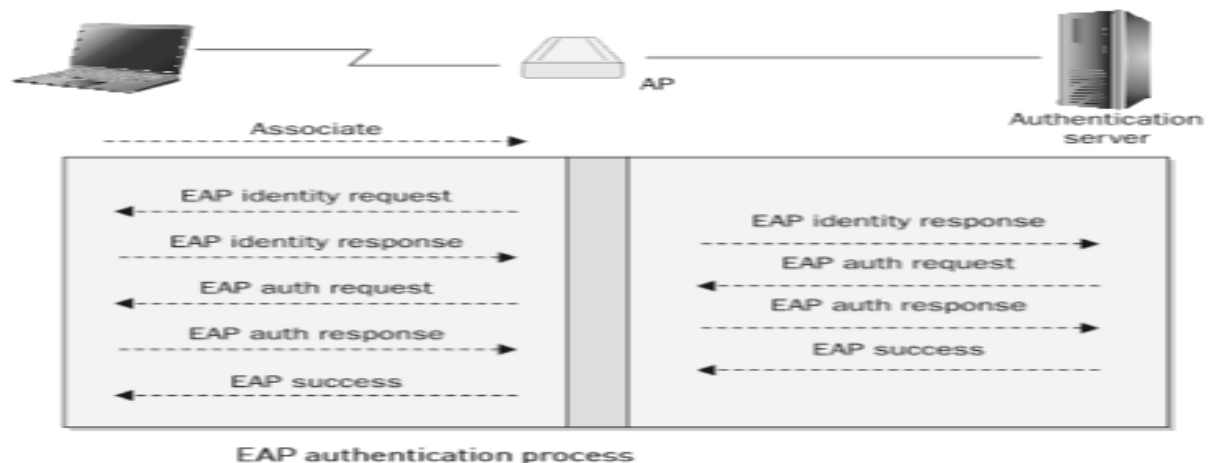 AP
Authentication
server
Associate
EAP identity request
EAP identity response
EAP auth request
EAP auth response
EAP success
EAP identity response
EAP auth request
EAP auth response
EAP success
EAP authentication process